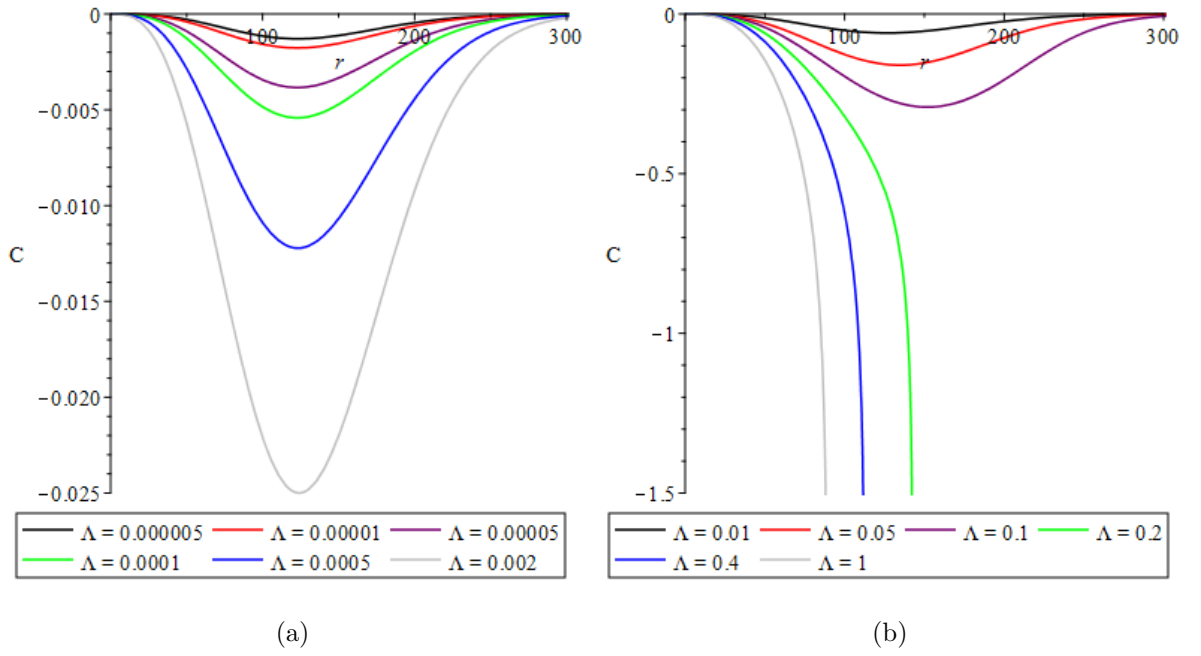 0
100
200
300
r
−0.005
−0.010
−0.015
−0.020
−0.025
C
Λ = 0.000005 Λ = 0.00001 Λ = 0.00005
Λ = 0.0001 Λ = 0.0005 Λ = 0.002
(a)
0
100
200
300
r
−0.5
−1
−1.5
C
Λ = 0.01 Λ = 0.05 Λ = 0.1 Λ = 0.2
Λ = 0.4 Λ = 1
(b)